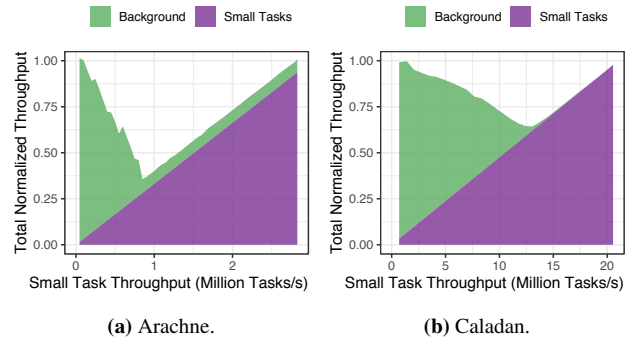 Background Small Tasks
Total Normalized Throughput
1.00
0.75
0.50
0.25
0.00
0 1 2
Small Task Throughput (Million Tasks/s)
(a) Arachne.
Background Small Tasks
Total Normalized Throughput
1.00
0.75
0.50
0.25
0.00
0 5 10 15 20
Small Task Throughput (Million Tasks/s)
(b) Caladan.